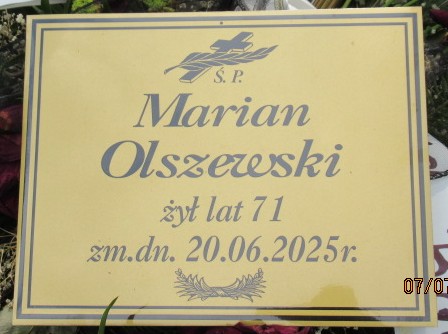 Ś. P.
Marian
Olszewski
żył lat 71
zm.dn. 20.06.2025r.
07/07